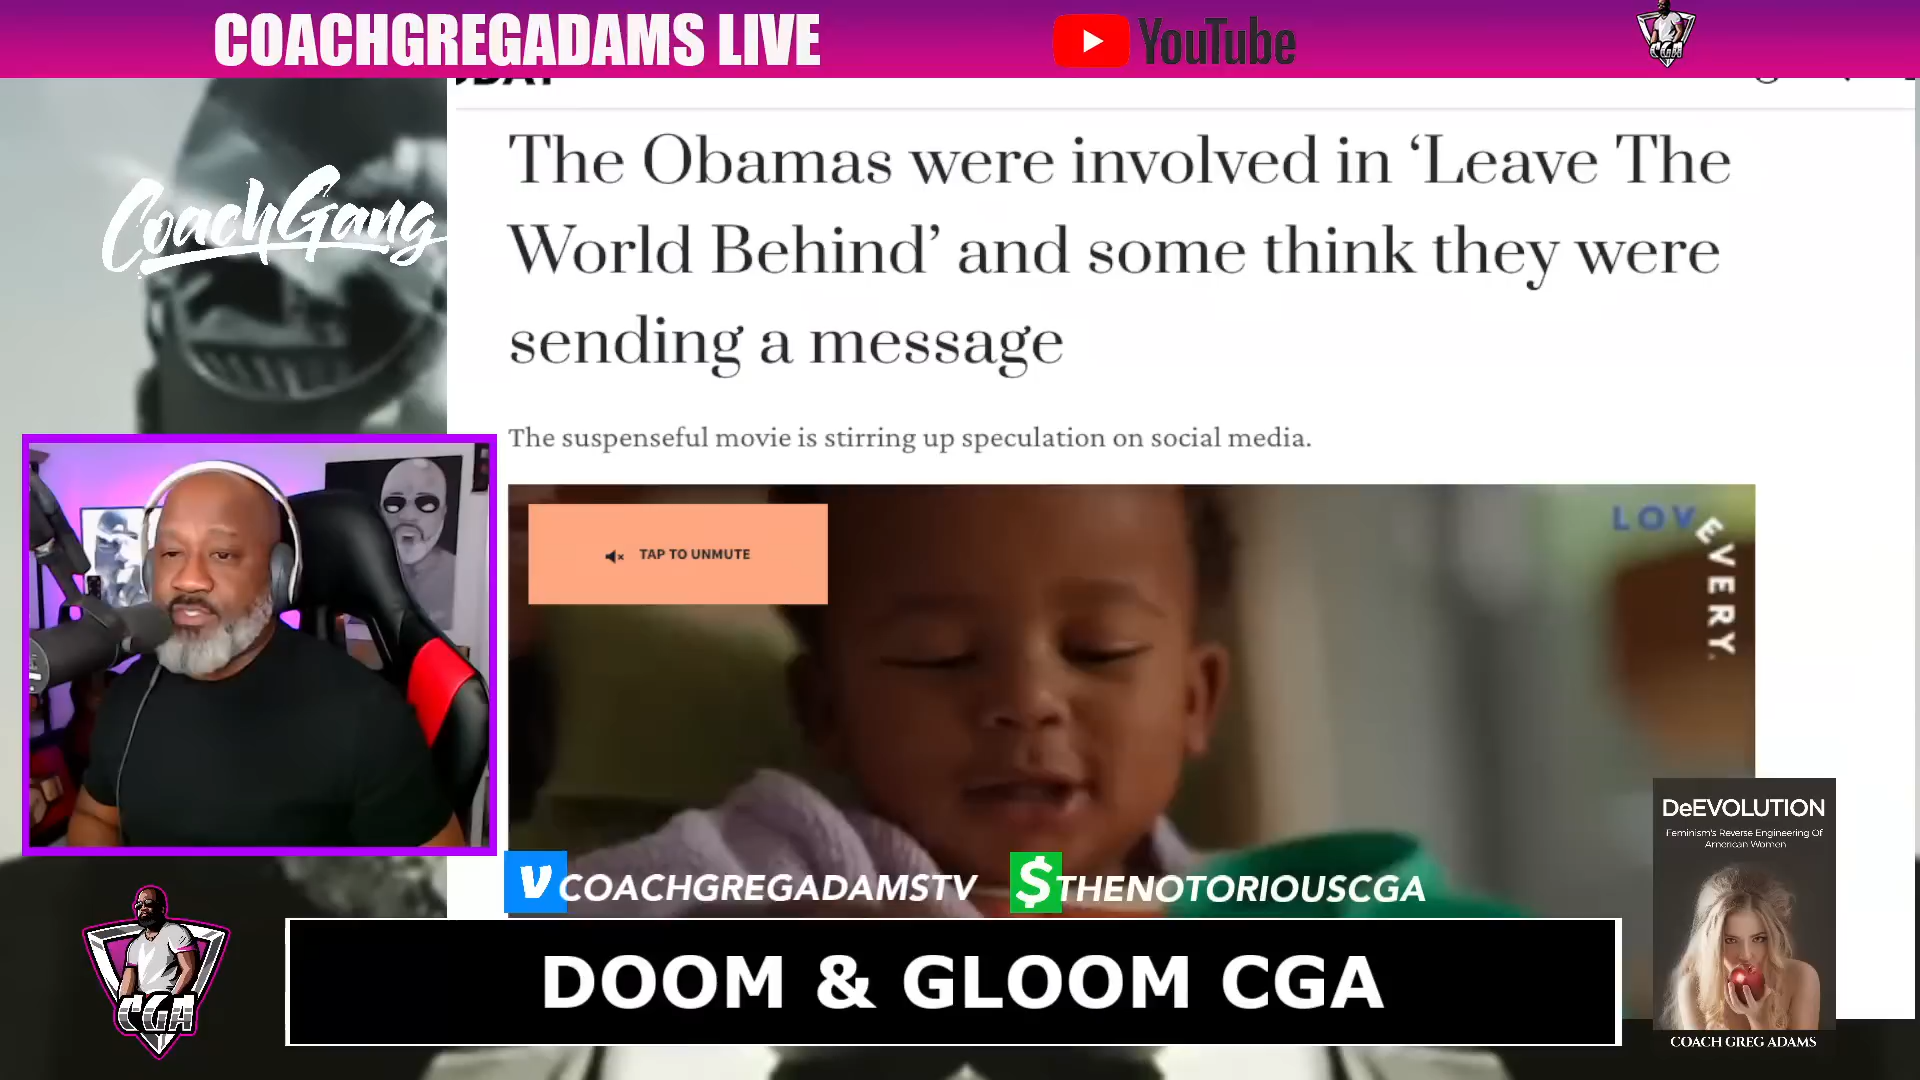 COACHGREGADAMS LIVE
YouTube
CGA
CoachGang
The Obamas were involved in ‘Leave The
World Behind’ and some think they were
sending a message
The suspenseful movie is stirring up speculation on social media.
TAP TO UNMUTE
LOVEVERY.
COACHGREGADAMSTV
$THENOTORIOUSCGA
DOOM & GLOOM CGA
CGA
DeEVOLUTION
Feminism's Reverse Engineering Of
American Women
COACH GREG ADAMS